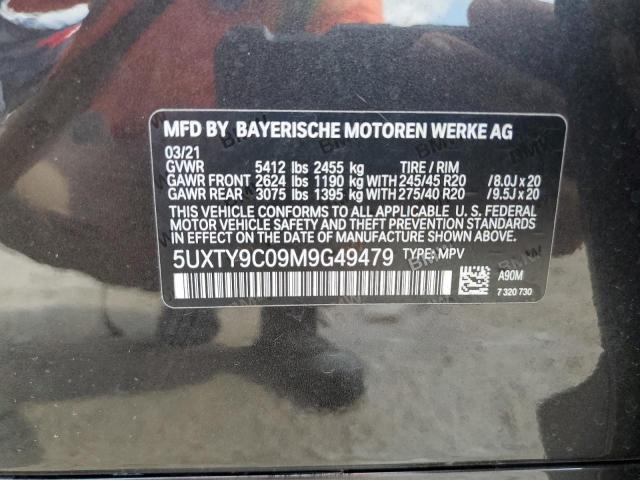 MFD BY BAYERISCHE MOTOREN WERKE AG
03/21
GVWR 5412 lbs 2455 kg TIRE / RIM
GAWR FRONT 2624 lbs 1190 kg WITH 245/45 R20 /8.0J x 20
GAWR REAR 3075 lbs 1395 kg WITH 275/40 R20 /9.5J x 20
THIS VEHICLE CONFORMS TO ALL APPLICABLE U. S. FEDERAL
MOTOR VEHICLE SAFETY, BUMPER, AND THEFT PREVENTION
STANDARDS IN EFFECT ON THE DATE OF MANUFACTURE SHOWN
ABOVE.
5UXTY9C09M9G49479 TYPE: MPV
A90M
7 320 730